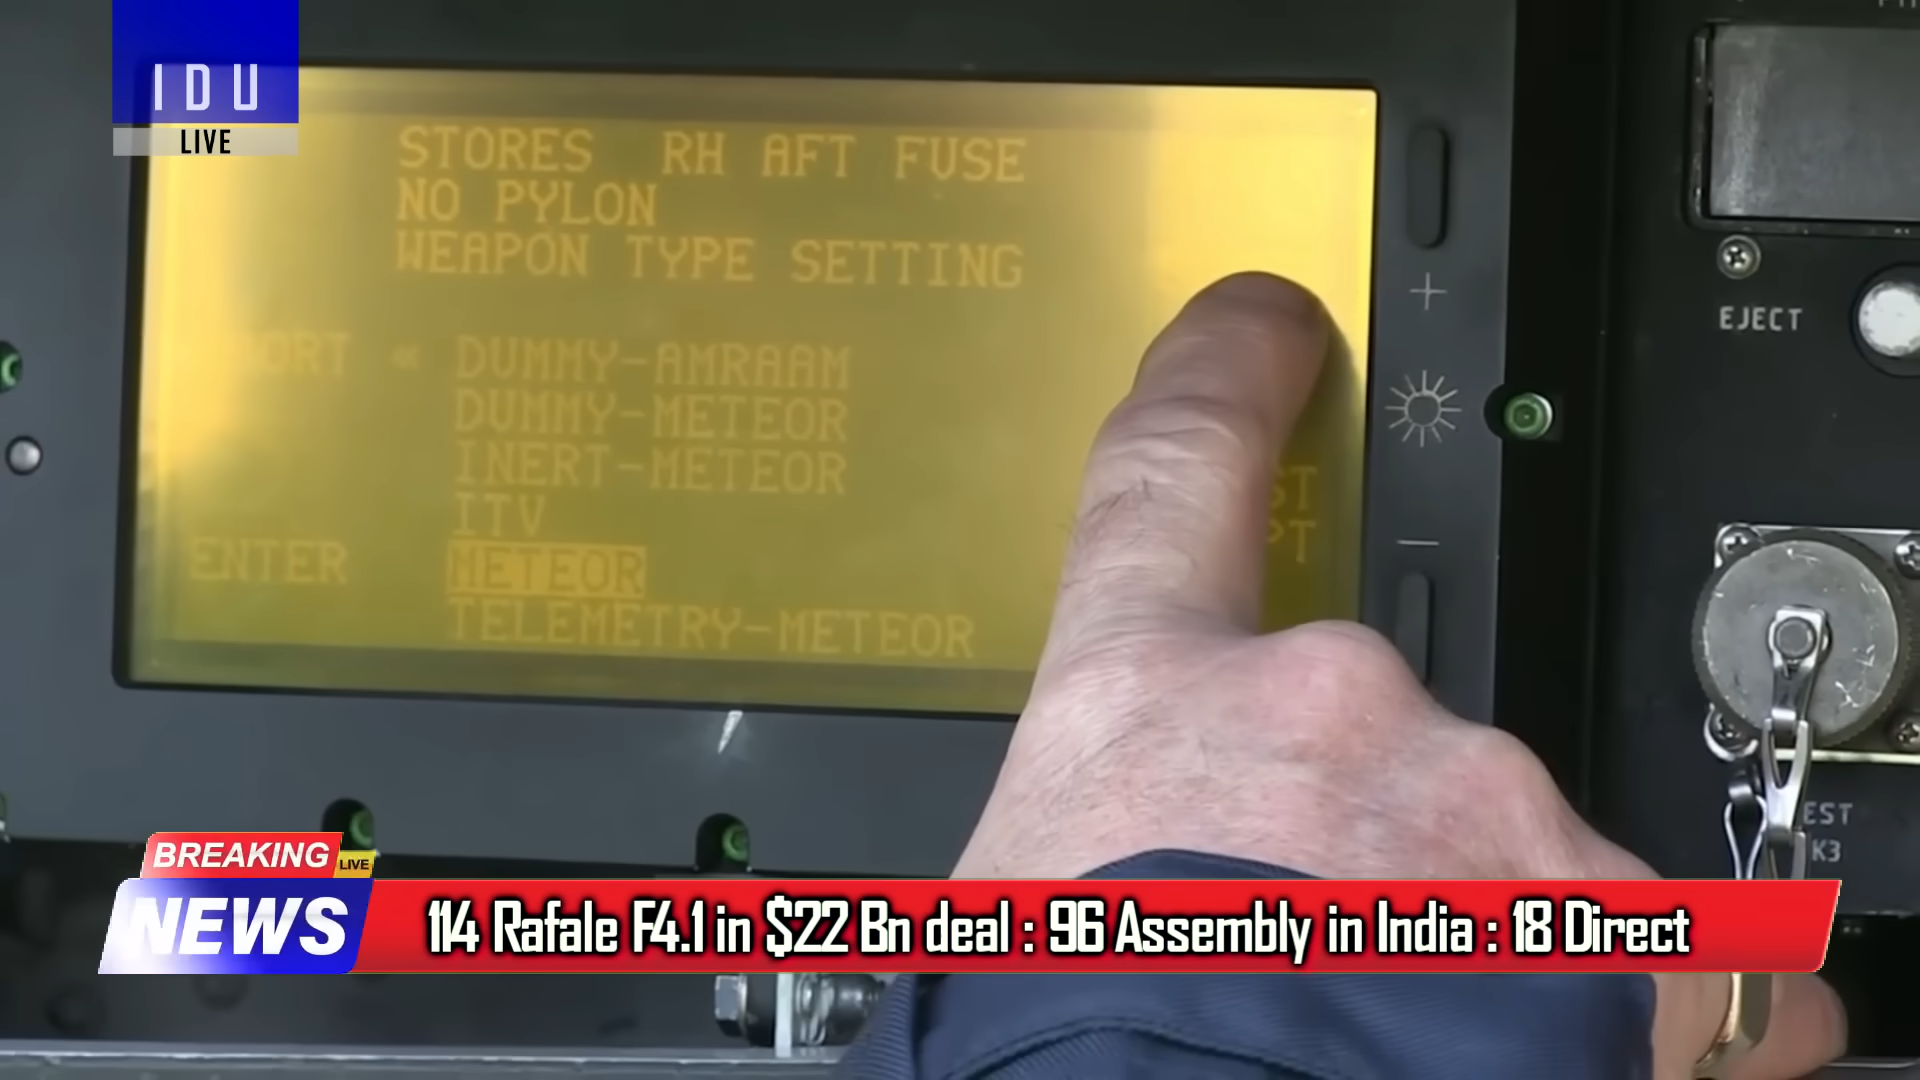 IDU
LIVE
STORES RH AFT FUSE
NO PYLON
WEAPON TYPE SETTING
« DUMMY-AMRAAM
DUMMY-METEOR
INERT-METEOR
ITV
ENTER METEOR
TELEMETRY-METEOR
+
—
EJECT
BREAKING
LIVE
NEWS
114 Rafale F4.1 in $22 Bn deal : 96 Assembly in India : 18 Direct